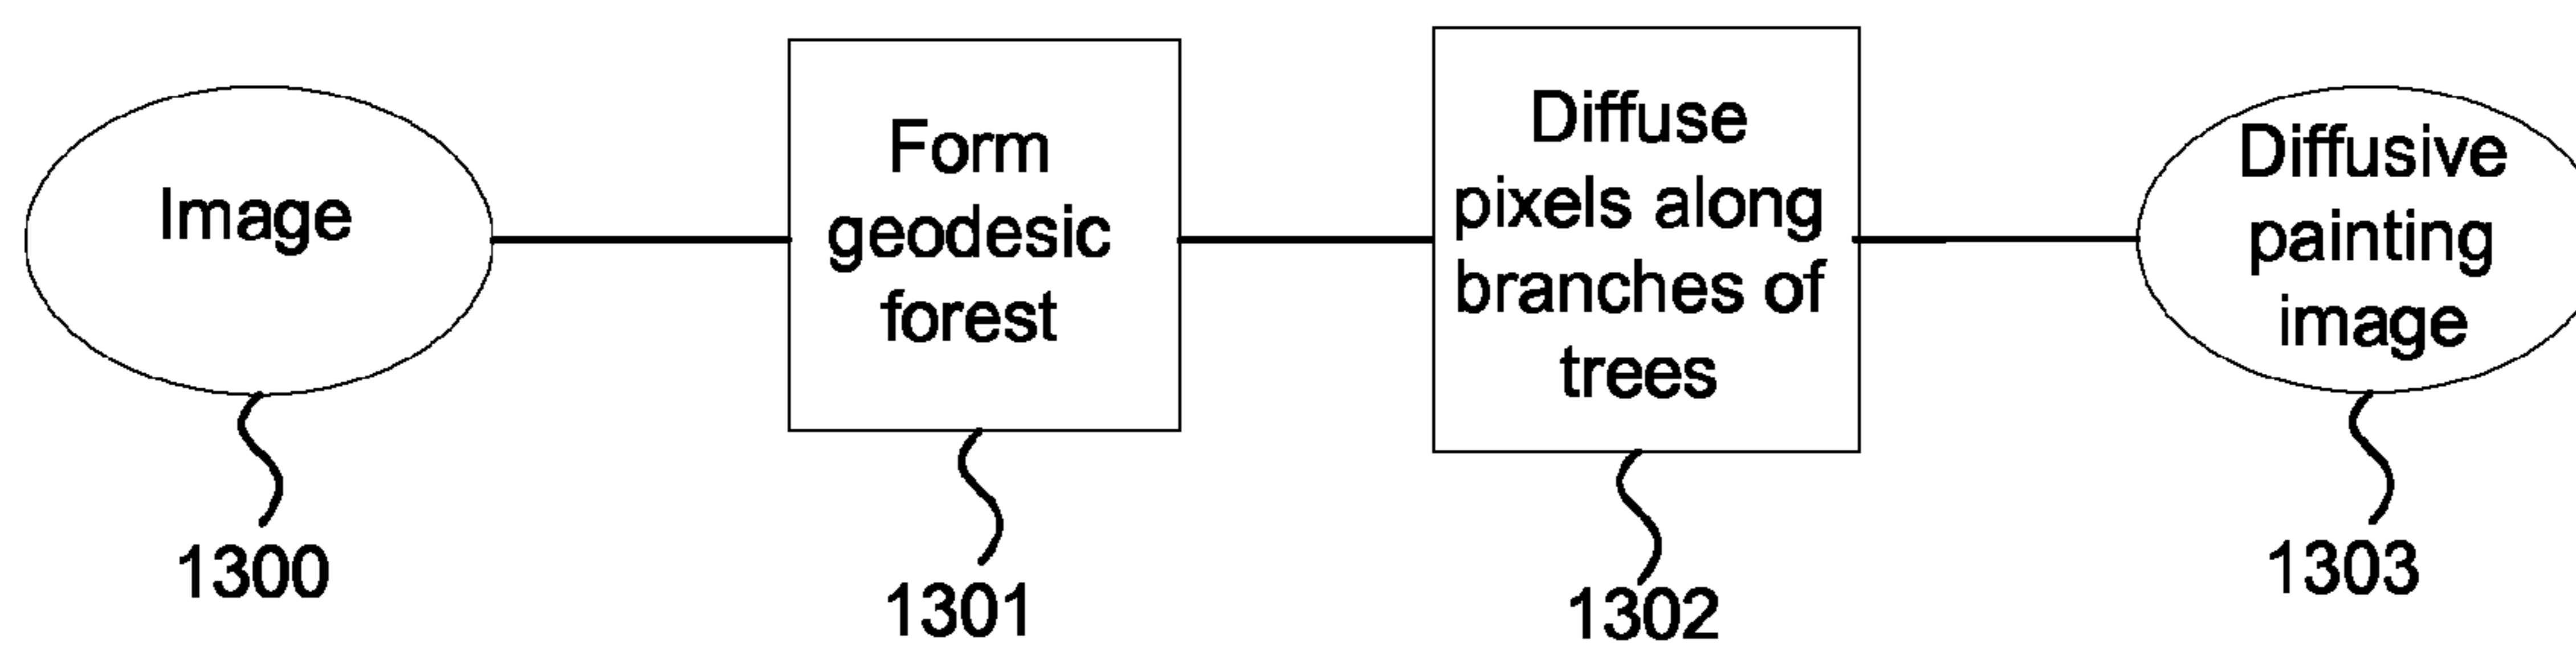 Image
Form
geodesic
forest
Diffuse
pixels along
branches of
trees
Diffusive
painting
image
1300
1301
1302
1303